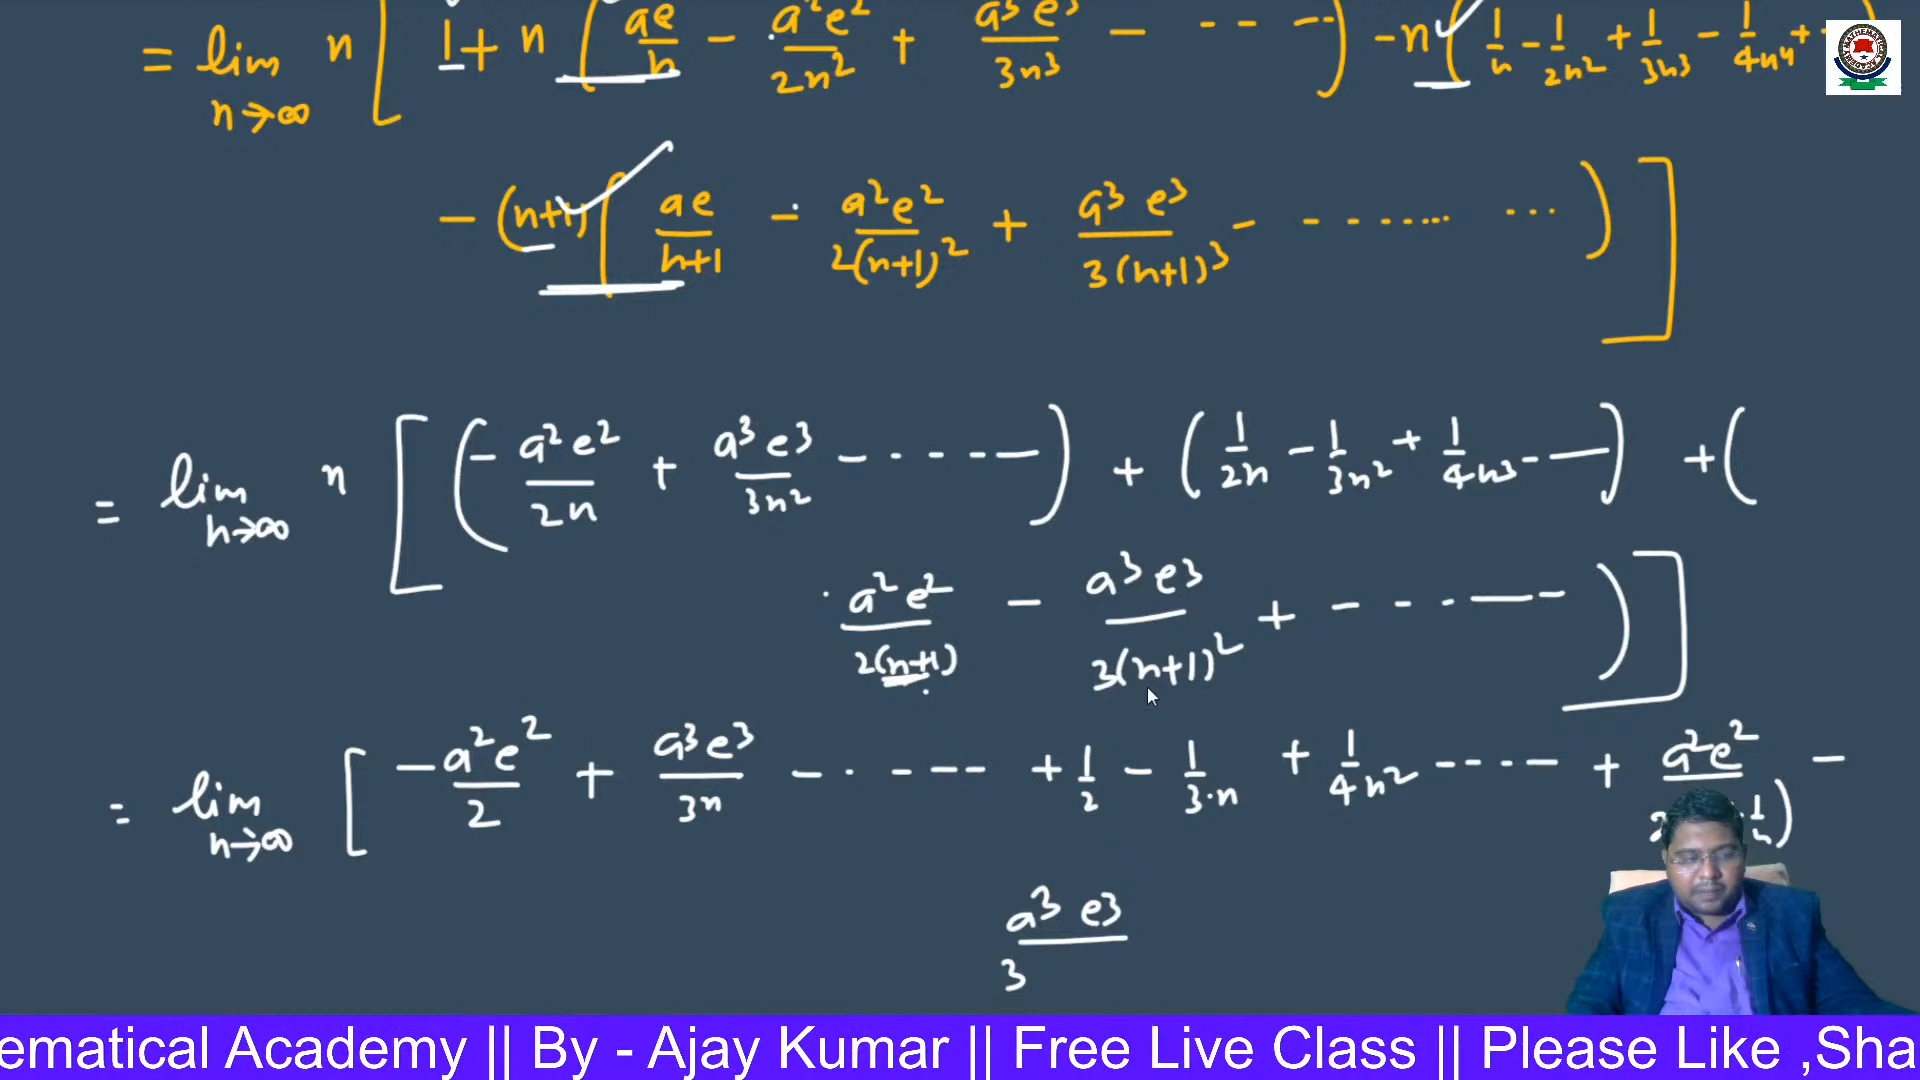 = lim n→∞ n [ 1 + n ( ae/n - a²e²/2n² + a³e³/3n³ - - - - - ) - n ( 1/n - 1/2n² + 1/3n³ - 1/4n⁴ +
- (n+1) ( ae/n+1 - a²e²/2(n+1)² + a³e³/3(n+1)³ - - - - - ....... ... ) ]
= lim n→∞ n [ ( - a²e²/2n + a³e³/3n² - - - - - - ) + ( 1/2n - 1/3n² + 1/4n³ - - - ) + (
a²e²/2(n+1) - a³e³/3(n+1)² + - - - - - - ) ]
= lim n→∞ [ -a²e²/2 + a³e³/3n - - - - - - + 1/2 - 1/3·n + 1/4n² - - - - - + a²e²/ 1/n) -
a³e³/3
ematical Academy || By - Ajay Kumar || Free Live Class || Please Like ,Sha